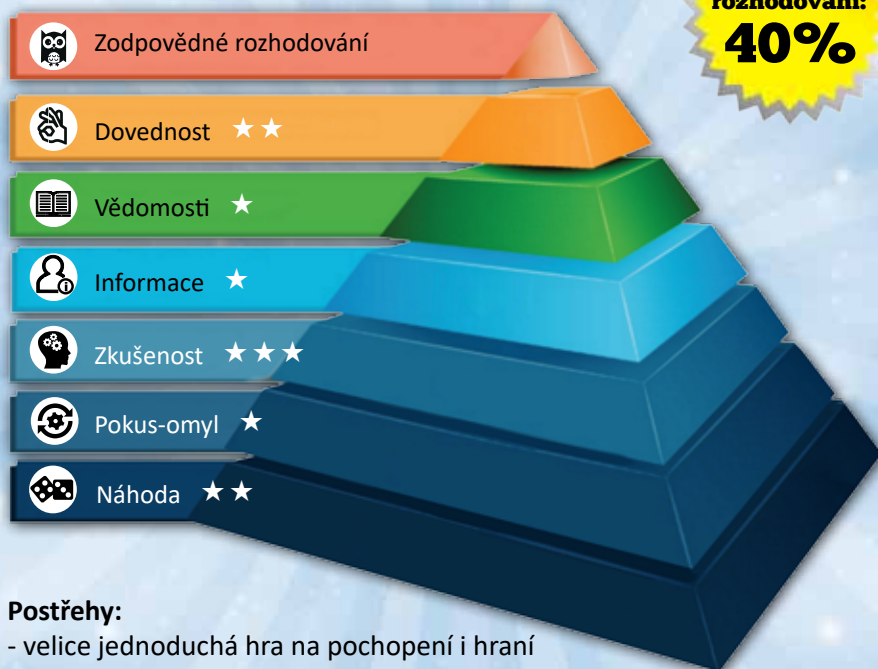 rozhodování:
40%
Zodpovědné rozhodování
Dovednost ★★
Vědomosti ★
Informace ★
Zkušenost ★★★
Pokus-omyl ★
Náhoda ★★
Postřehy:
- velice jednoduchá hra na pochopení i hraní